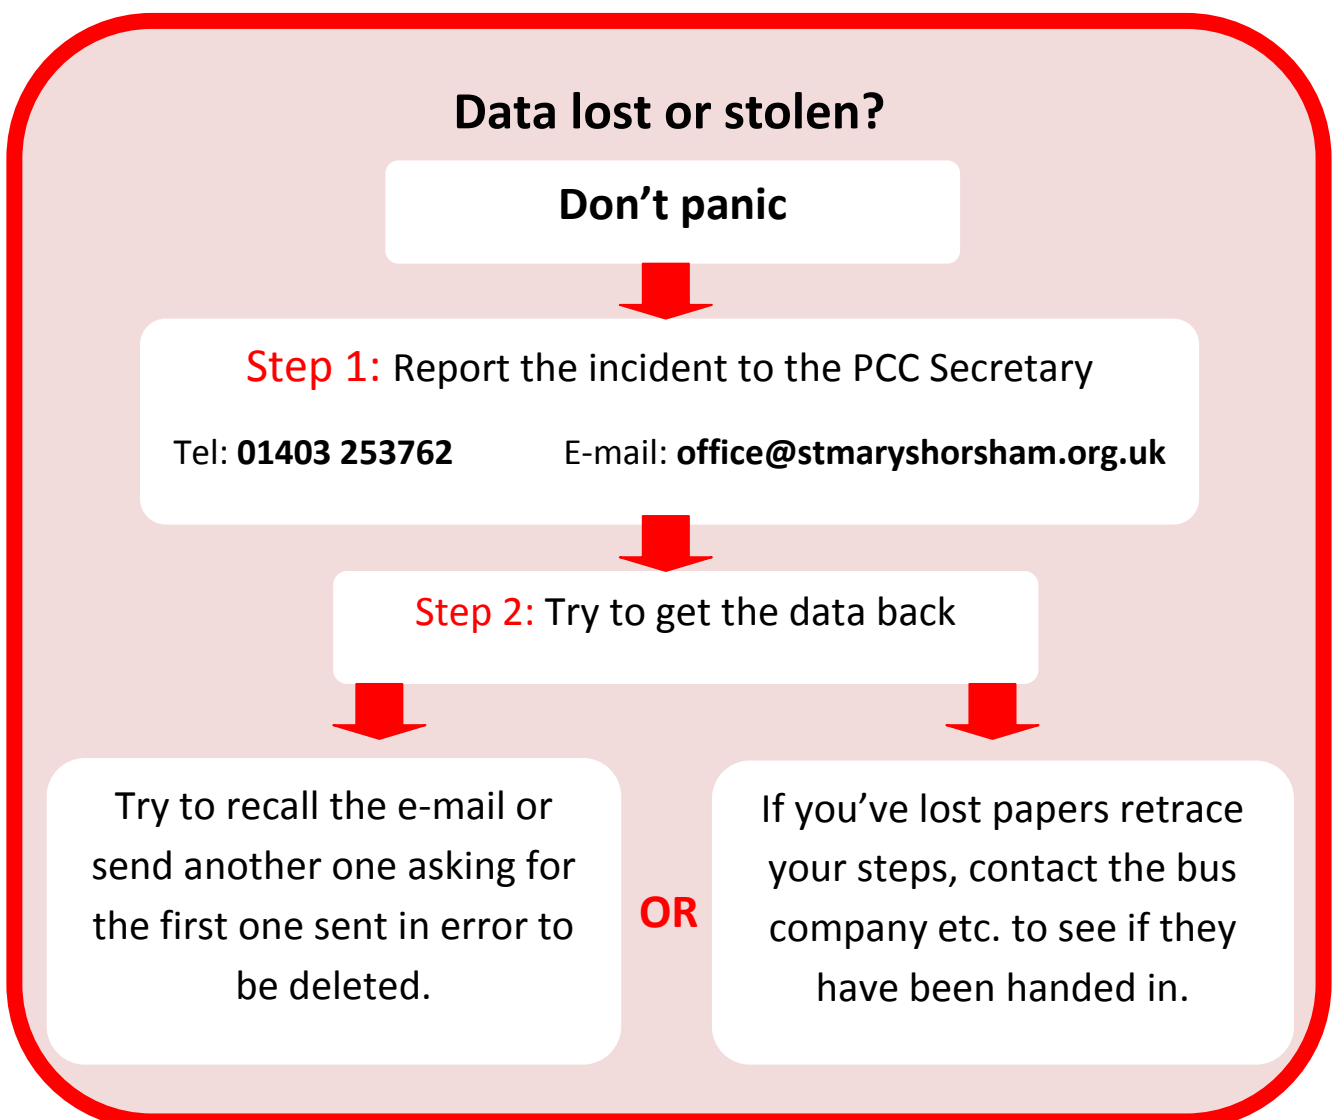 Data lost or stolen?
Don’t panic
Step 1: Report the incident to the PCC Secretary
Tel: 01403 253762 E-mail: office@stmaryshorsham.org.uk
Step 2: Try to get the data back
Try to recall the e-mail or
send another one asking for
the first one sent in error to
be deleted.
OR
If you’ve lost papers retrace
your steps, contact the bus
company etc. to see if they
have been handed in.